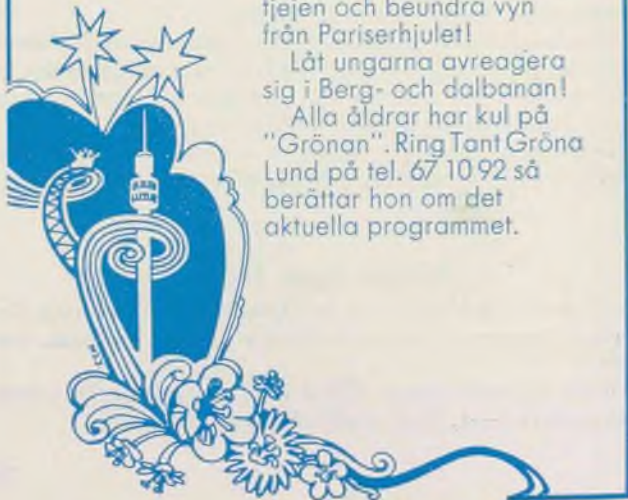 tjejen och beundra vyn
från Pariserhjulet!
Låt ungarna avreagera
sig i Berg- och dalbanan!
Alla åldrar har kul på
"Grönan". Ring Tant Gröna
Lund på tel. 67 10 92 så
berättar hon om det
aktuella programmet.